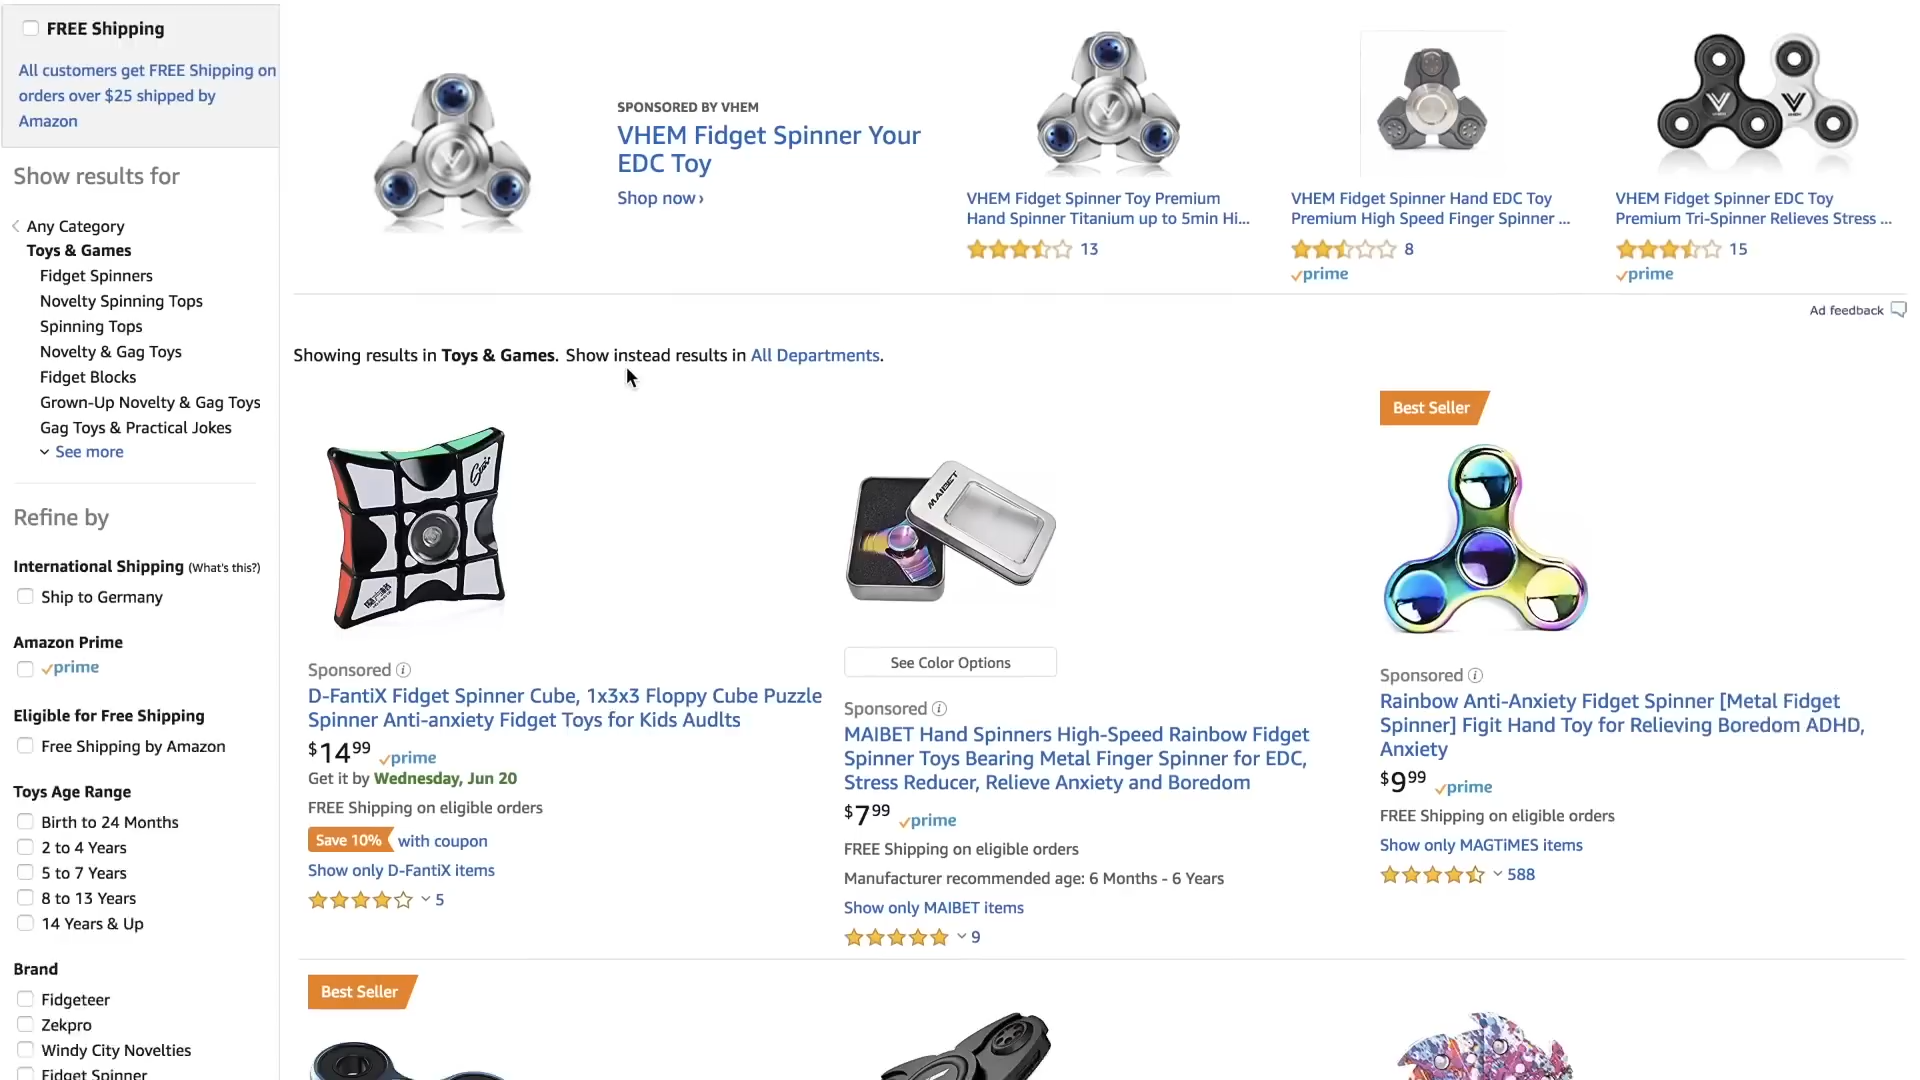 FREE Shipping
All customers get FREE Shipping on
orders over $25 shipped by
Amazon
Show results for
Any Category
Toys & Games
Fidget Spinners
Novelty Spinning Tops
Spinning Tops
Novelty & Gag Toys
Fidget Blocks
Grown-Up Novelty & Gag Toys
Gag Toys & Practical Jokes
See more
Refine by
International Shipping (What's this?)
Ship to Germany
Amazon Prime
prime
Eligible for Free Shipping
Free Shipping by Amazon
Toys Age Range
Birth to 24 Months
2 to 4 Years
5 to 7 Years
8 to 13 Years
14 Years & Up
Brand
Fidgeteer
Zekpro
Windy City Novelties
Fidget Spinner
SPONSORED BY VHEM
VHEM Fidget Spinner Your
EDC Toy
Shop now ›
VHEM Fidget Spinner Toy Premium
Hand Spinner Titanium up to 5min Hi...
13
VHEM Fidget Spinner Hand EDC Toy
Premium High Speed Finger Spinner ...
8
prime
VHEM Fidget Spinner EDC Toy
Premium Tri-Spinner Relieves Stress ...
15
prime
Ad feedback
Showing results in Toys & Games. Show instead results in All Departments.
Sponsored
D-FantiX Fidget Spinner Cube, 1x3x3 Floppy Cube Puzzle
Spinner Anti-anxiety Fidget Toys for Kids Audlts
$14.99 prime
Get it by Wednesday, Jun 20
FREE Shipping on eligible orders
Save 10% with coupon
Show only D-FantiX items
5
MAIBET
See Color Options
Sponsored
MAIBET Hand Spinners High-Speed Rainbow Fidget
Spinner Toys Bearing Metal Finger Spinner for EDC,
Stress Reducer, Relieve Anxiety and Boredom
$7.99 prime
FREE Shipping on eligible orders
Manufacturer recommended age: 6 Months - 6 Years
Show only MAIBET items
9
Best Seller
Sponsored
Rainbow Anti-Anxiety Fidget Spinner [Metal Fidget
Spinner] Figit Hand Toy for Relieving Boredom ADHD,
Anxiety
$9.99 prime
FREE Shipping on eligible orders
Show only MAGTiMES items
588
Best Seller